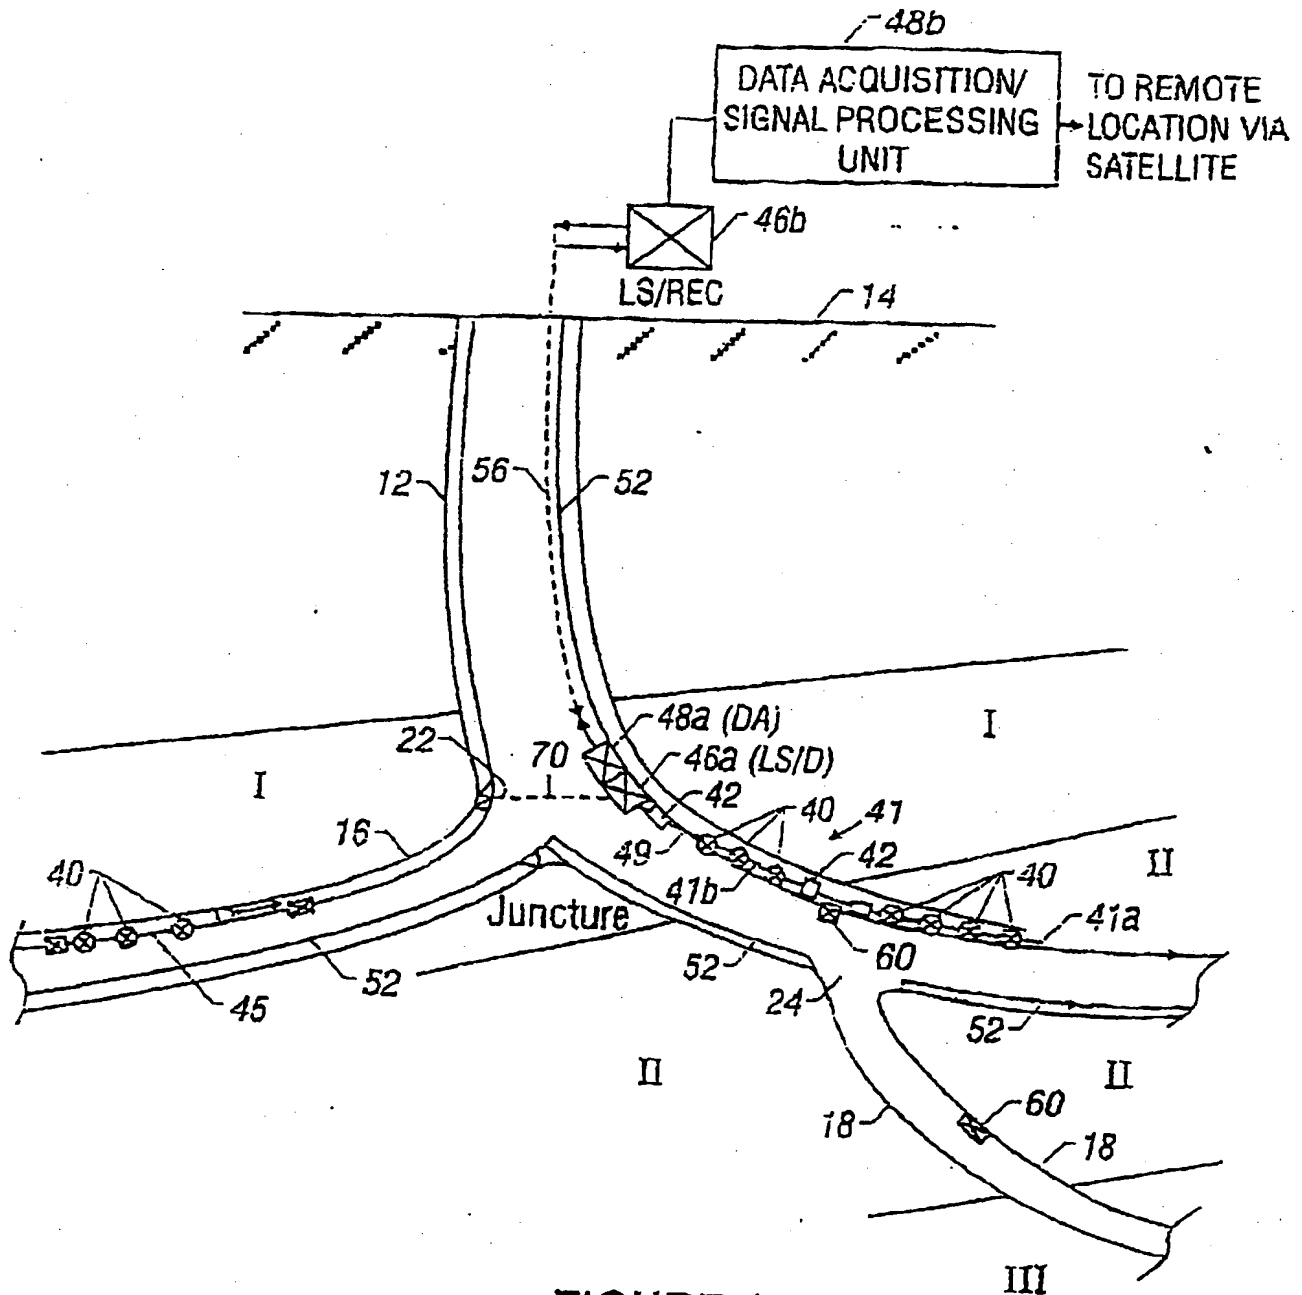 48b
DATA ACQUISITION/
SIGNAL PROCESSING
UNIT
TO REMOTE
LOCATION VIA
SATELLITE
46b
LS/REC
14
12
56
52
48a (DA)
I
22
70
46a (LS/D)
I
42
40
41
16
49
42
40
41b
II
40
Juncture
41a
52
60
52
24
45
52
II
II
60
18
18
III